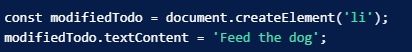 const modifiedTodo = document.createElement('li');
modifiedTodo.textContent = 'Feed the dog';